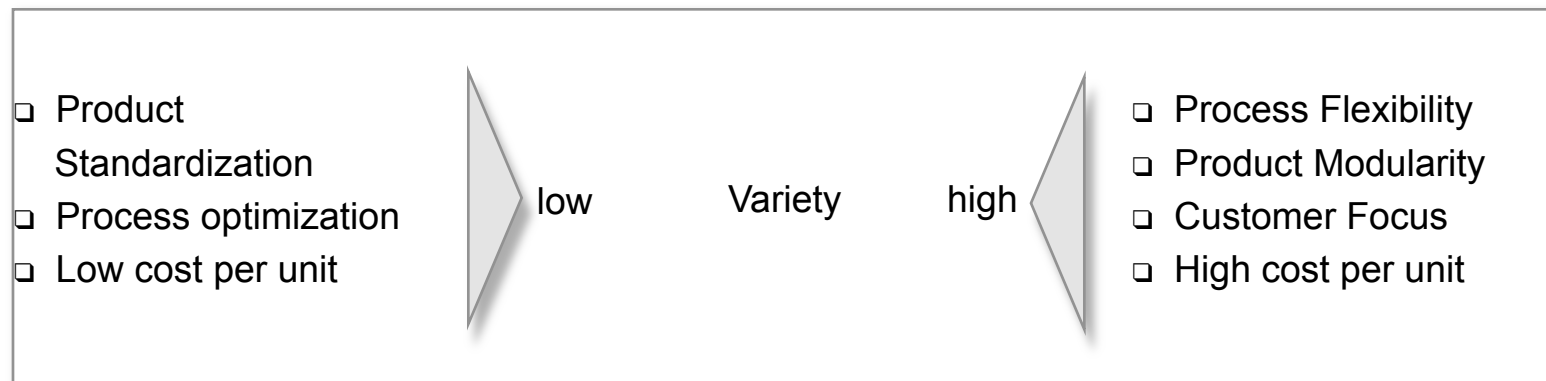 ❑ Product
Standardization
❑ Process optimization
❑ Low cost per unit
low
Variety
high
❑ Process Flexibility
❑ Product Modularity
❑ Customer Focus
❑ High cost per unit